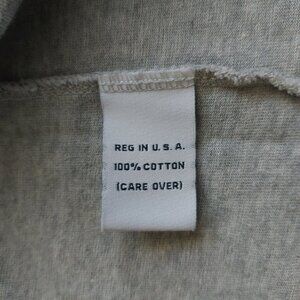 REG IN U.S.A.
100% COTTON
(CARE OVER)